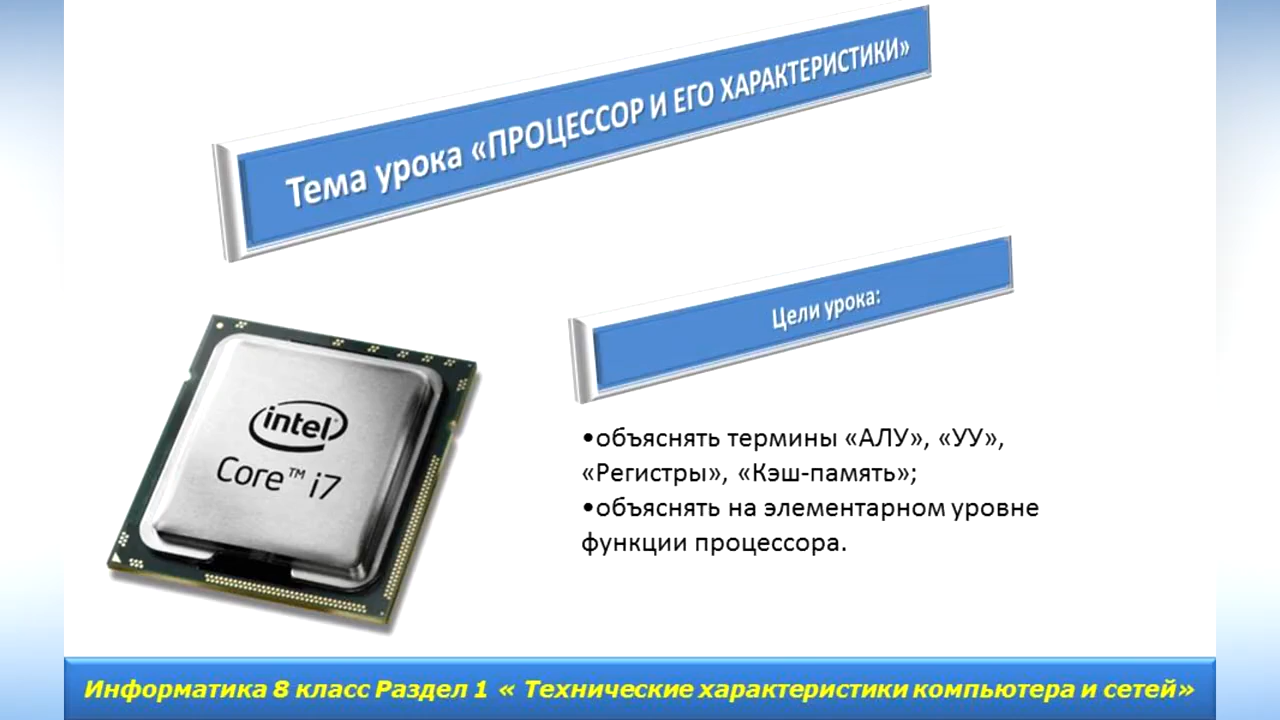 Тема урока «ПРОЦЕССОР И ЕГО ХАРАКТЕРИСТИКИ»
Цели урока:
intel
Core™ i7
•объяснять термины «АЛУ», «УУ»,
«Регистры», «Кэш-память»;
•объяснять на элементарном уровне
функции процессора.
Информатика 8 класс Раздел 1 « Технические характеристики компьютера и сетей»